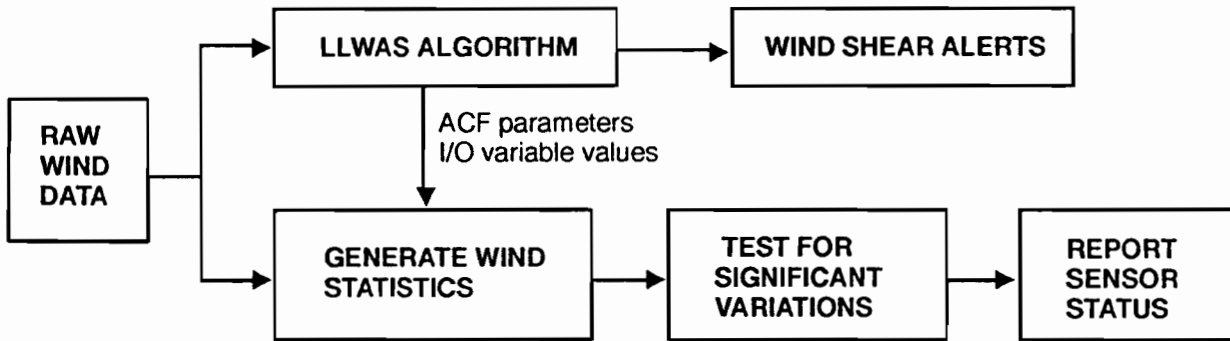 LLWAS ALGORITHM
WIND SHEAR ALERTS
RAW
WIND
DATA
ACF parameters
I/O variable values
GENERATE WIND
STATISTICS
TEST FOR
SIGNIFICANT
VARIATIONS
REPORT
SENSOR
STATUS